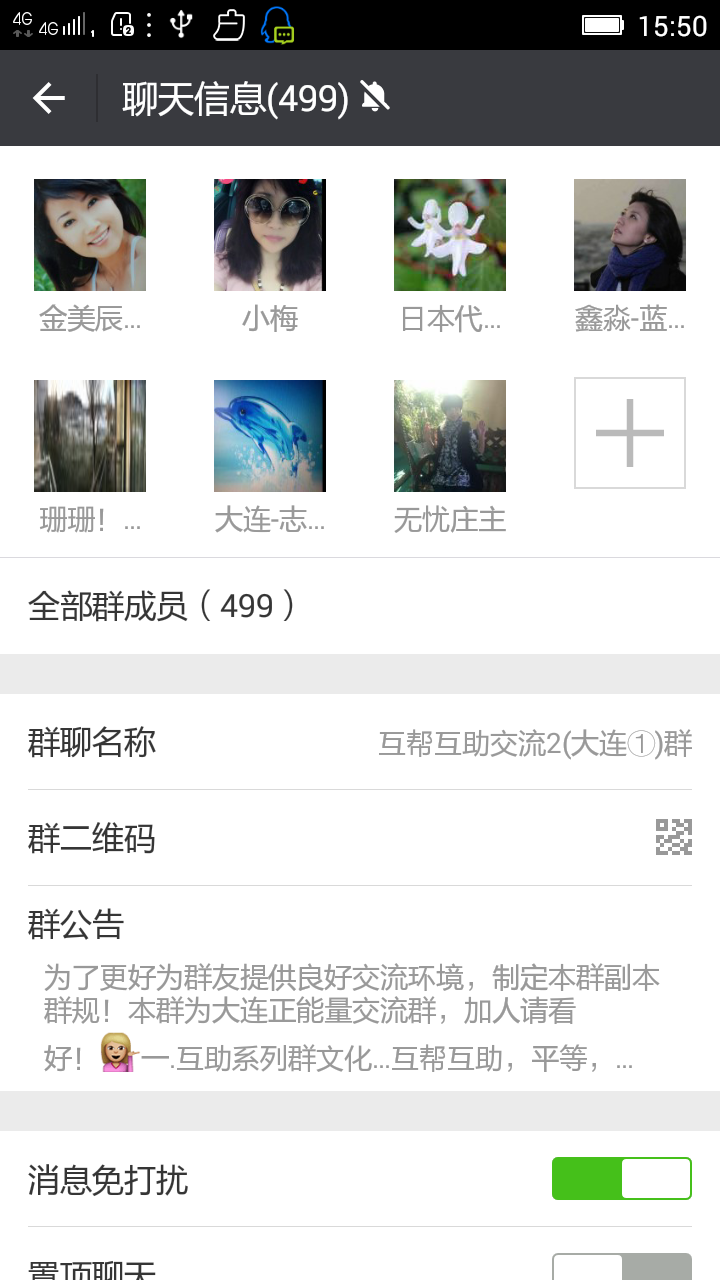 4G 4G 2 15:50
聊天信息(499)
金美辰... 小梅 日本代... 鑫淼-蓝...
珊珊！... 大连-志... 无忧庄主
全部群成员（499）
群聊名称 互帮互助交流2(大连①)群
群二维码
群公告
为了更好为群友提供良好交流环境，制定本群副本
群规！本群为大连正能量交流群，加人请看
好！💁一.互助系列群文化...互帮互助，平等，...
消息免打扰
置顶聊天